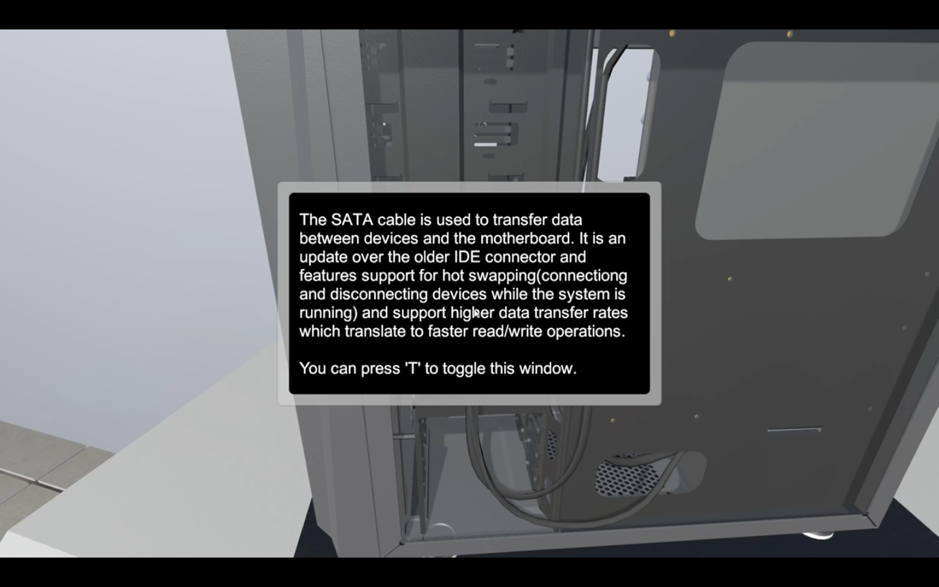 The SATA cable is used to transfer data
between devices and the motherboard. It is an
update over the older IDE connector and
features support for hot swapping(connectiong
and disconnecting devices while the system is
running) and support higher data transfer rates
which translate to faster read/write operations.
You can press 'T' to toggle this window.